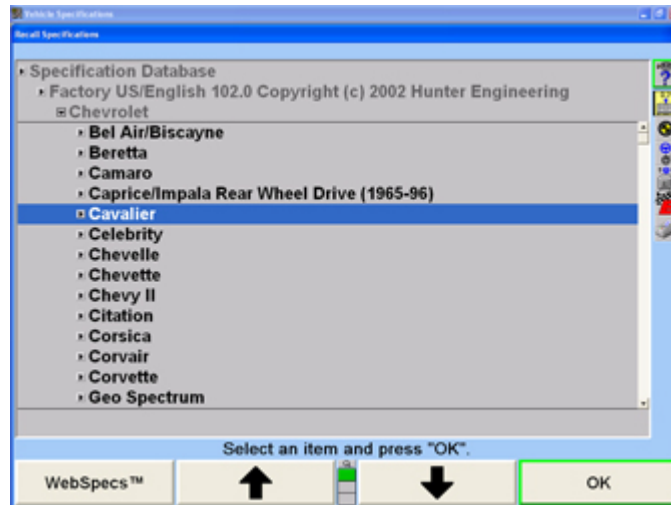 Vehicle Specifications
Recall Specifications
Specification Database
Factory US/English 102.0 Copyright (c) 2002 Hunter Engineering
Chevrolet
Bel Air/Biscayne
Beretta
Camaro
Caprice/Impala Rear Wheel Drive (1965-96)
Cavalier
Celebrity
Chevelle
Chevette
Chevy II
Citation
Corsica
Corvair
Corvette
Geo Spectrum
Select an item and press "OK".
WebSpecs™
OK